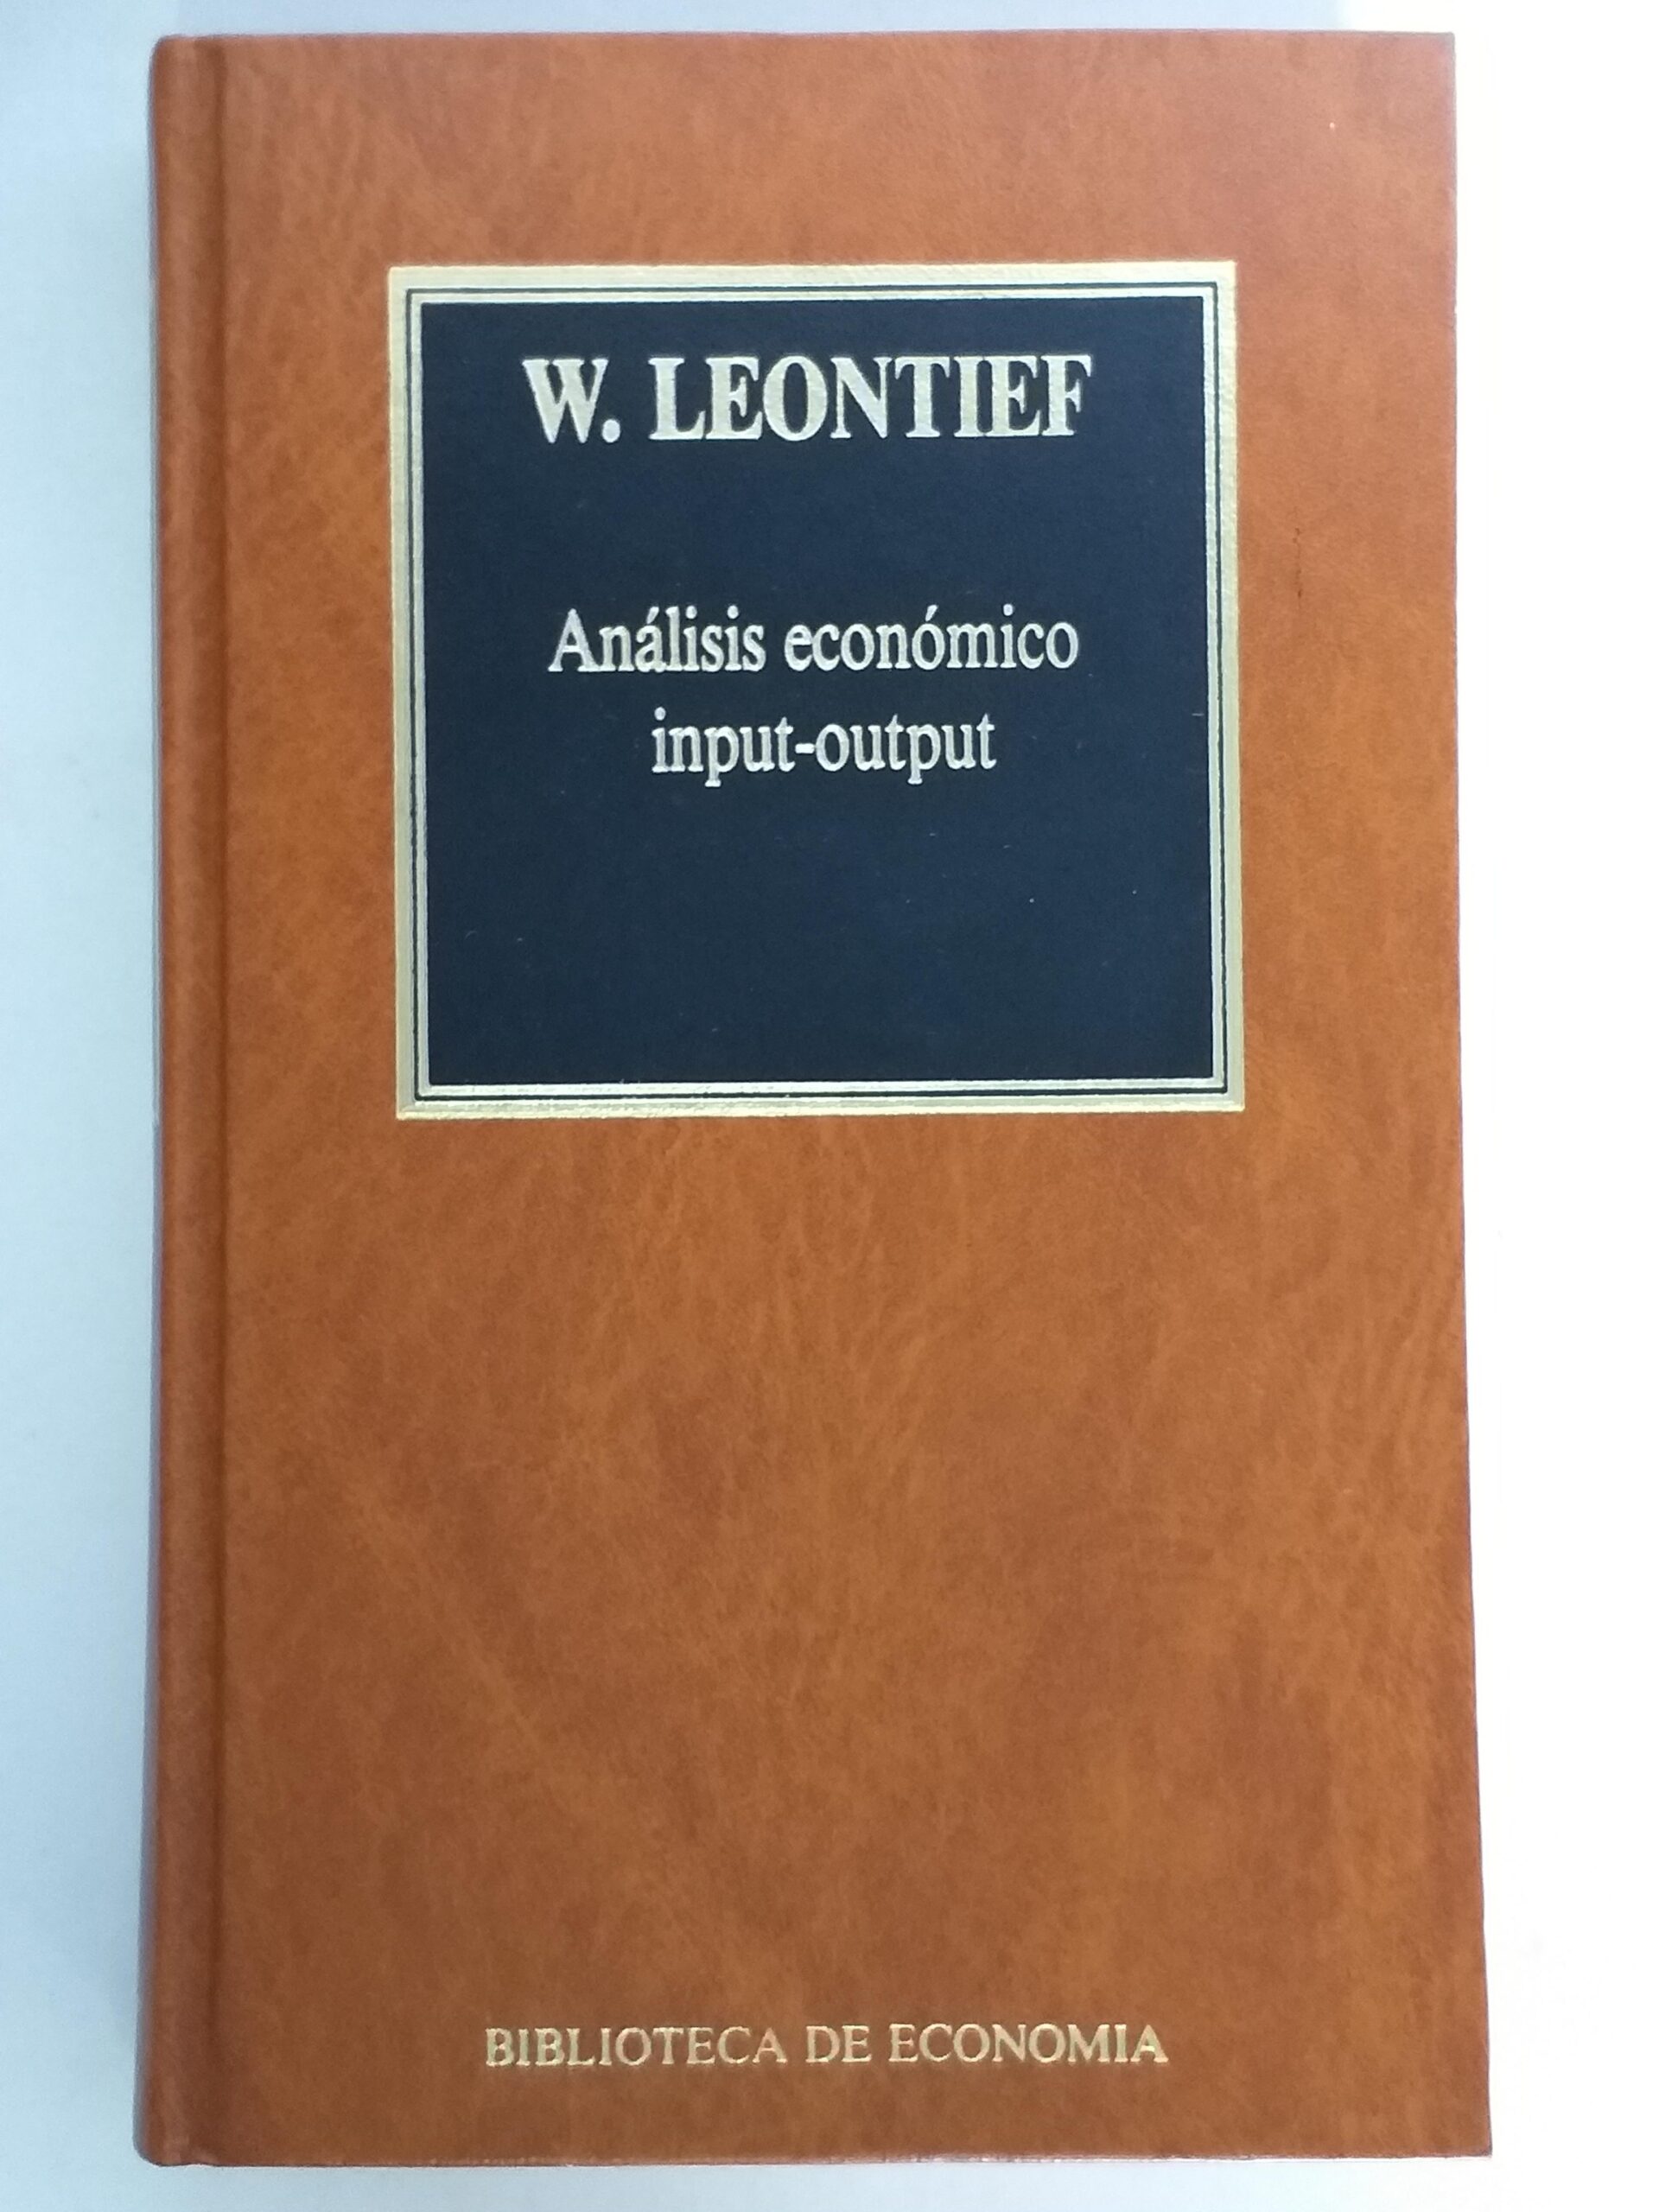 W. LEONTIEF
Análisis económico
input-output
BIBLIOTECA DE ECONOMIA